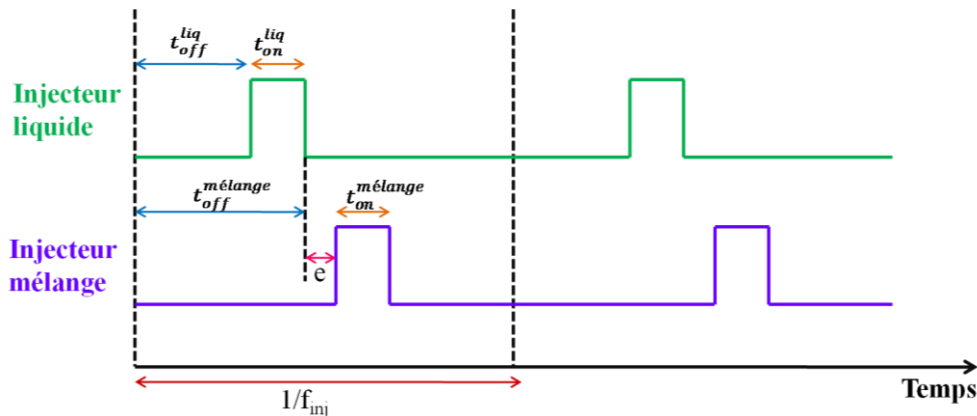 t_off^liq
t_on^liq
Injecteur
liquide
t_off^mélange
t_on^mélange
Injecteur
mélange
e
Temps
1/f_inj